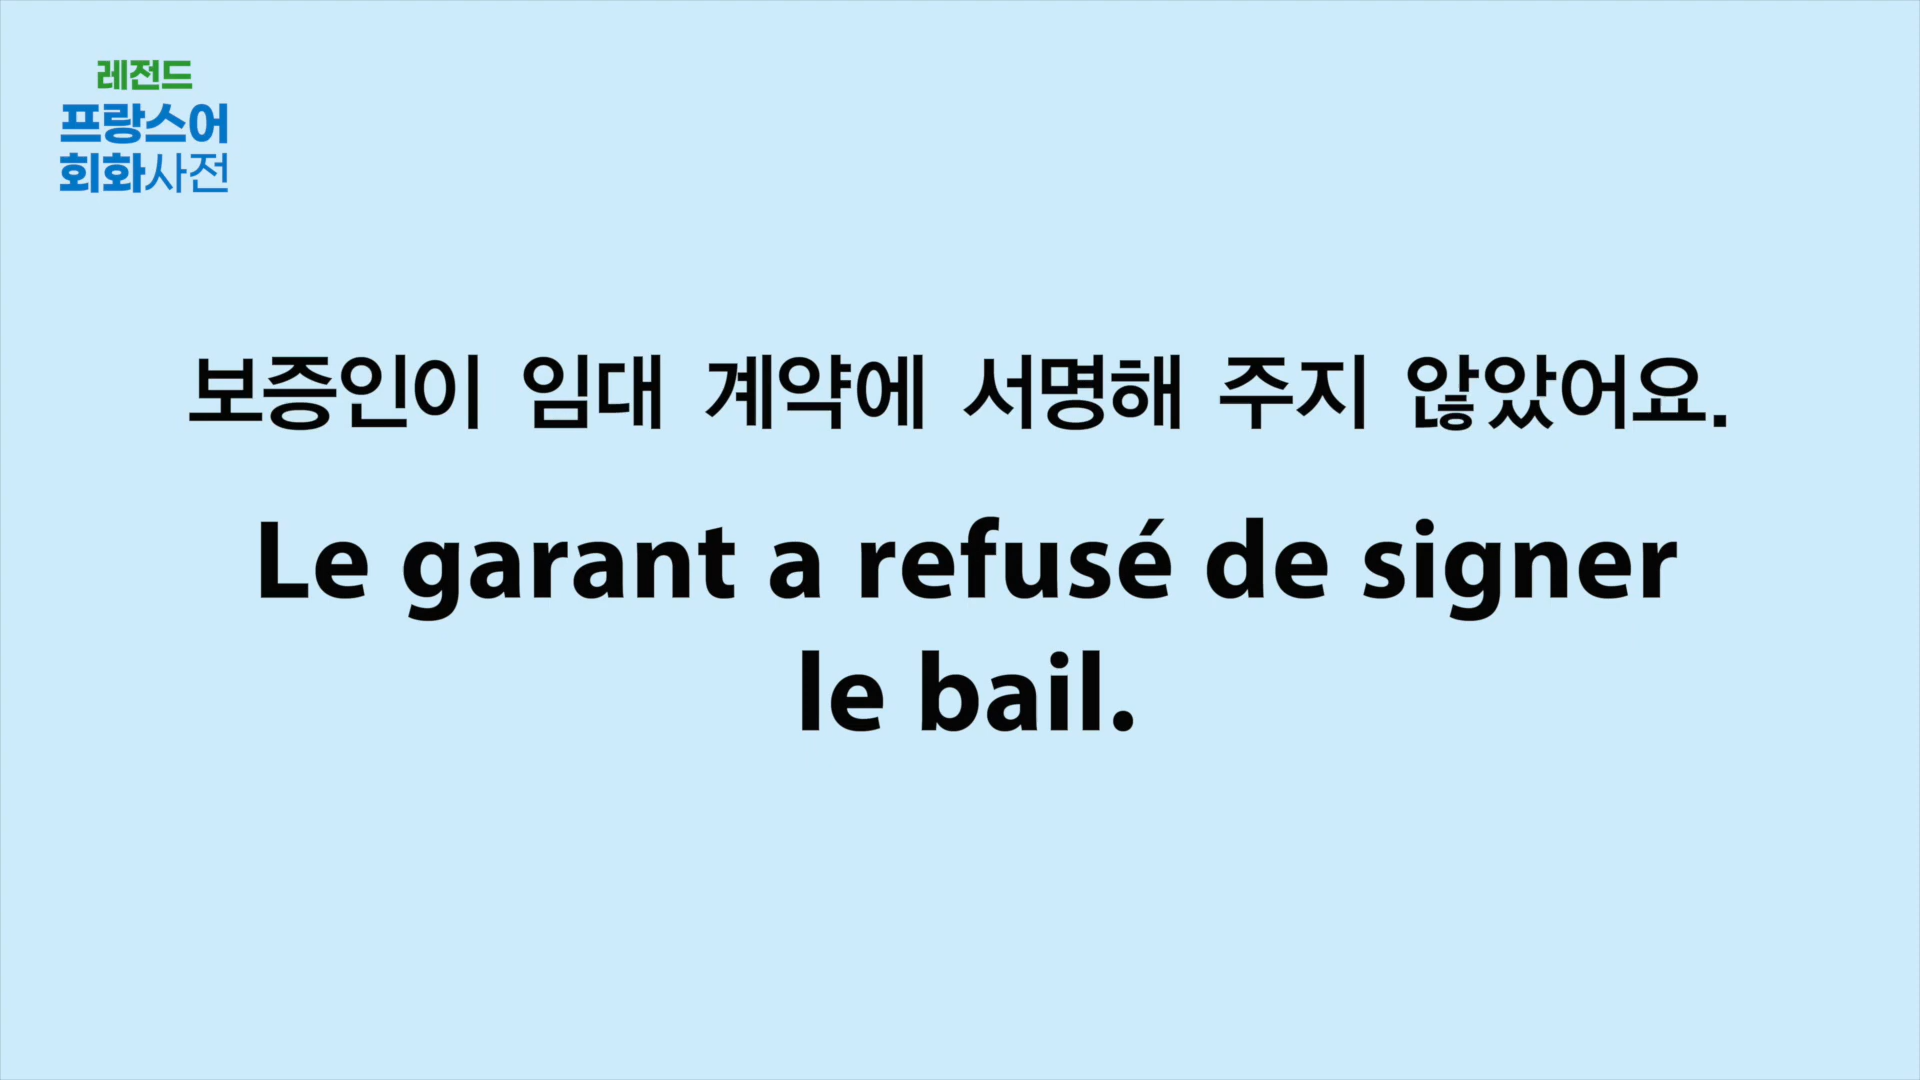 레전드
프랑스어
회화사전
보증인이 임대 계약에 서명해 주지 않았어요.
Le garant a refusé de signer
le bail.